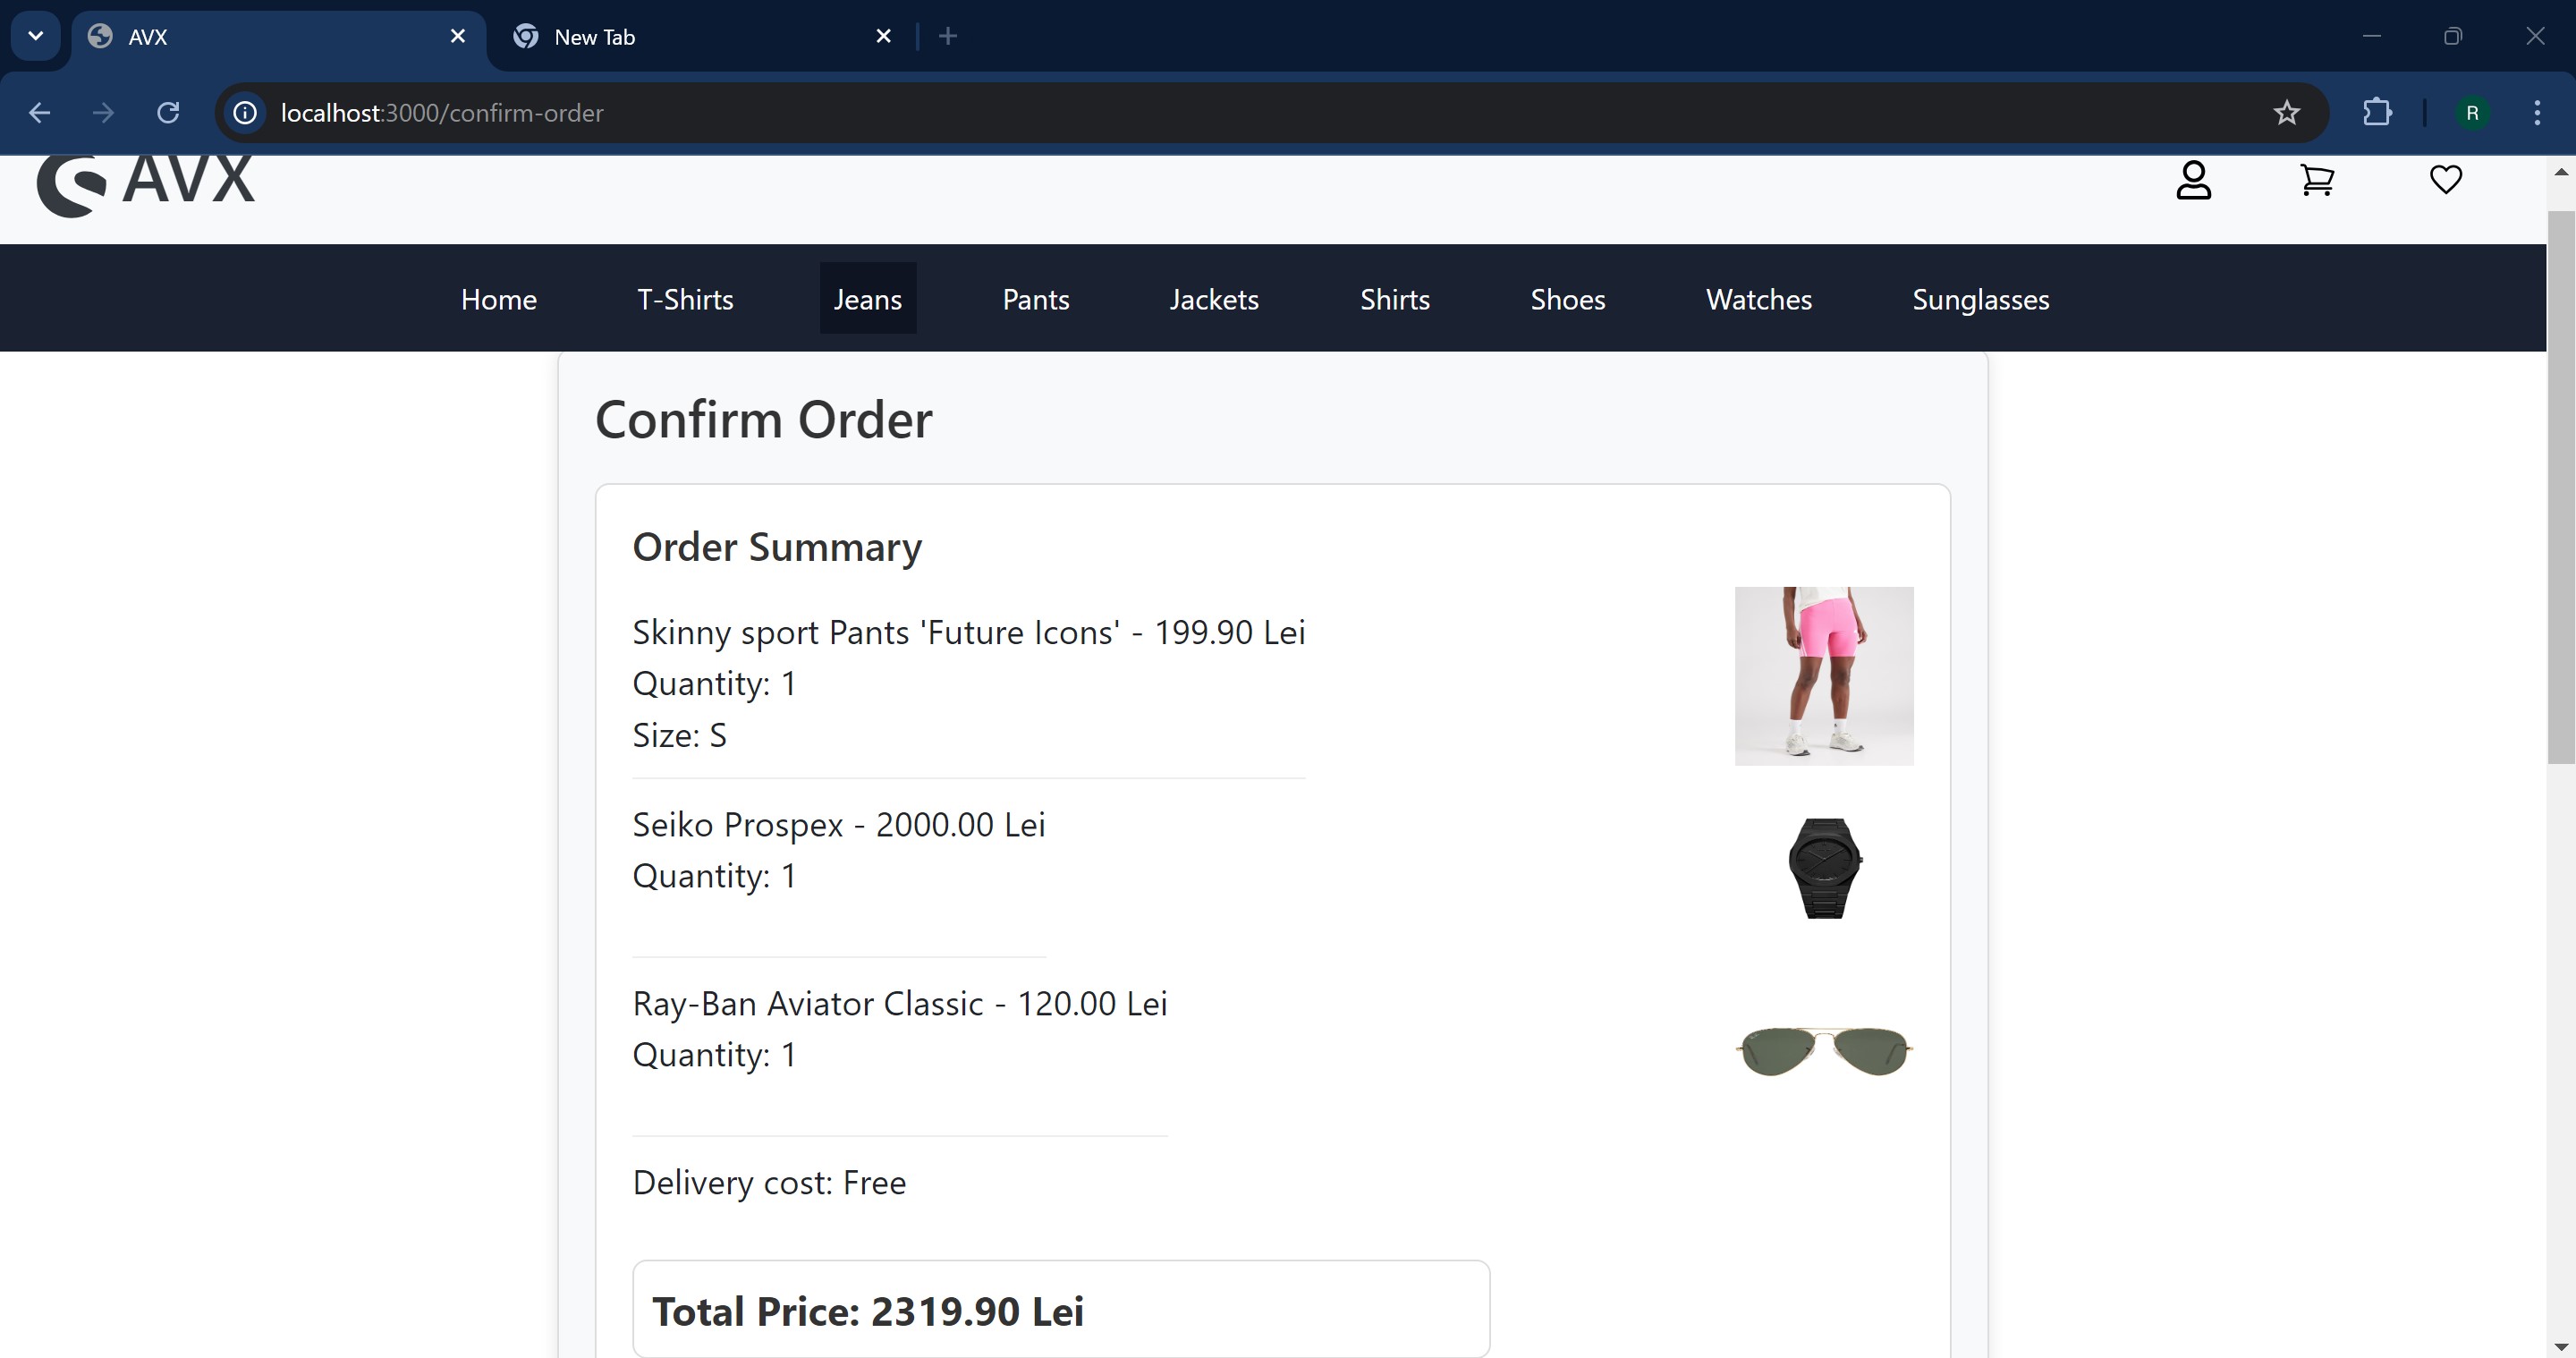 AVX
New Tab
localhost:3000/confirm-order
R
AVX
Home T-Shirts Jeans Pants Jackets Shirts Shoes Watches Sunglasses
Confirm Order
Order Summary
Skinny sport Pants 'Future Icons' - 199.90 Lei
Quantity: 1
Size: S
Seiko Prospex - 2000.00 Lei
Quantity: 1
Ray-Ban Aviator Classic - 120.00 Lei
Quantity: 1
Delivery cost: Free
Total Price: 2319.90 Lei